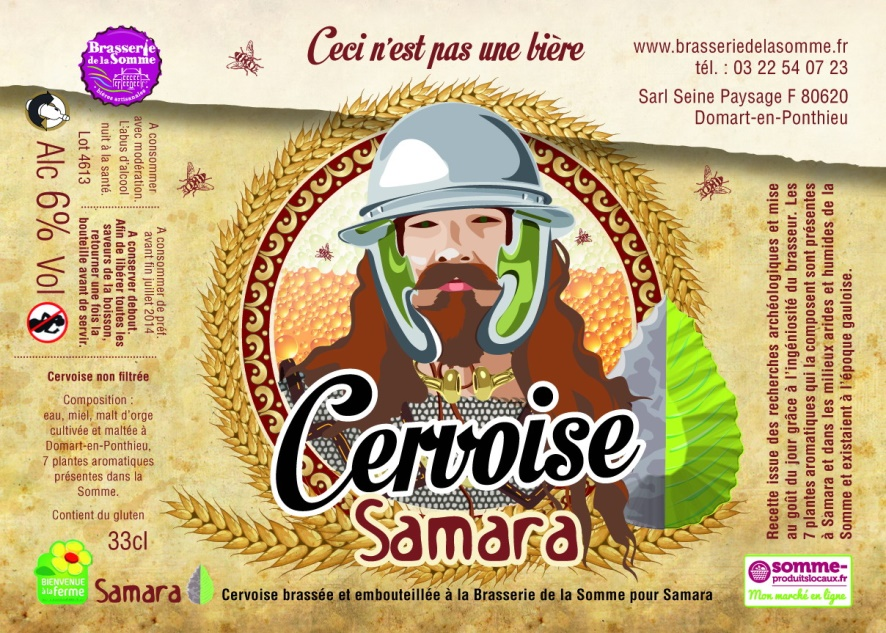 Brasserie
de la Somme
bières artisanales
Ceci n'est pas une bière
www.brasseriedelasomme.fr
tél. : 03 22 54 07 23
Sarl Seine Paysage F 80620
Domart-en-Ponthieu
A consommer
avec modération.
L'abus d'alcool
nuit à la santé.
Lot 4613
Alc 6% Vol
A consommer de préf.
avant fin juillet 2014
A conserver debout.
Afin de libérer toutes les
saveurs de la boisson,
retourner une fois la
bouteille avant de servir.
Cervoise non filtrée
Composition :
eau, miel, malt d'orge
cultivée et maltée à
Domart-en-Ponthieu,
7 plantes aromatiques
présentes dans la
Somme.
Contient du gluten
33cl
BIENVENUE
à la ferme
Samara
Cervoise
Samara
Cervoise brassée et embouteillée à la Brasserie de la Somme pour Samara
Recette issue des recherches archéologiques et mise
au goût du jour grâce à l'ingéniosité du brasseur. Les
7 plantes aromatiques qui la composent sont présentes
à Samara et dans les milieux arides et humides de la
Somme et existaient à l'époque gauloise.
somme-
produitslocaux.fr
Mon marché en ligne